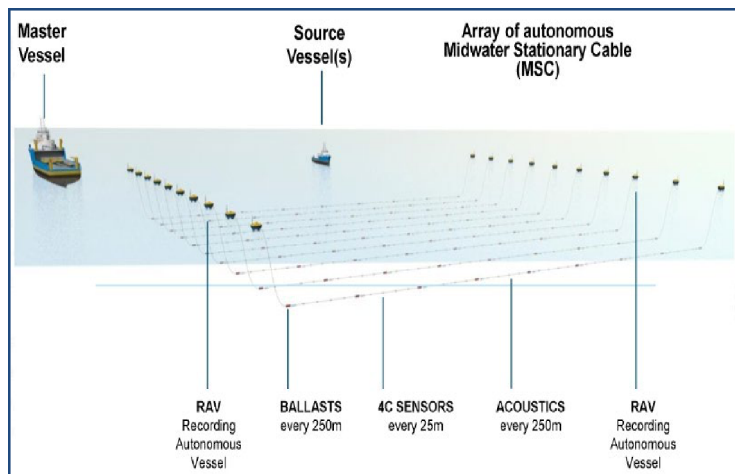 Master
Vessel
Source
Vessel(s)
Array of autonomous
Midwater Stationary Cable
(MSC)
RAV
Recording
Autonomous
Vessel
BALLASTS
every 250m
4C SENSORS
every 25m
ACOUSTICS
every 250m
RAV
Recording
Autonomous
Vessel